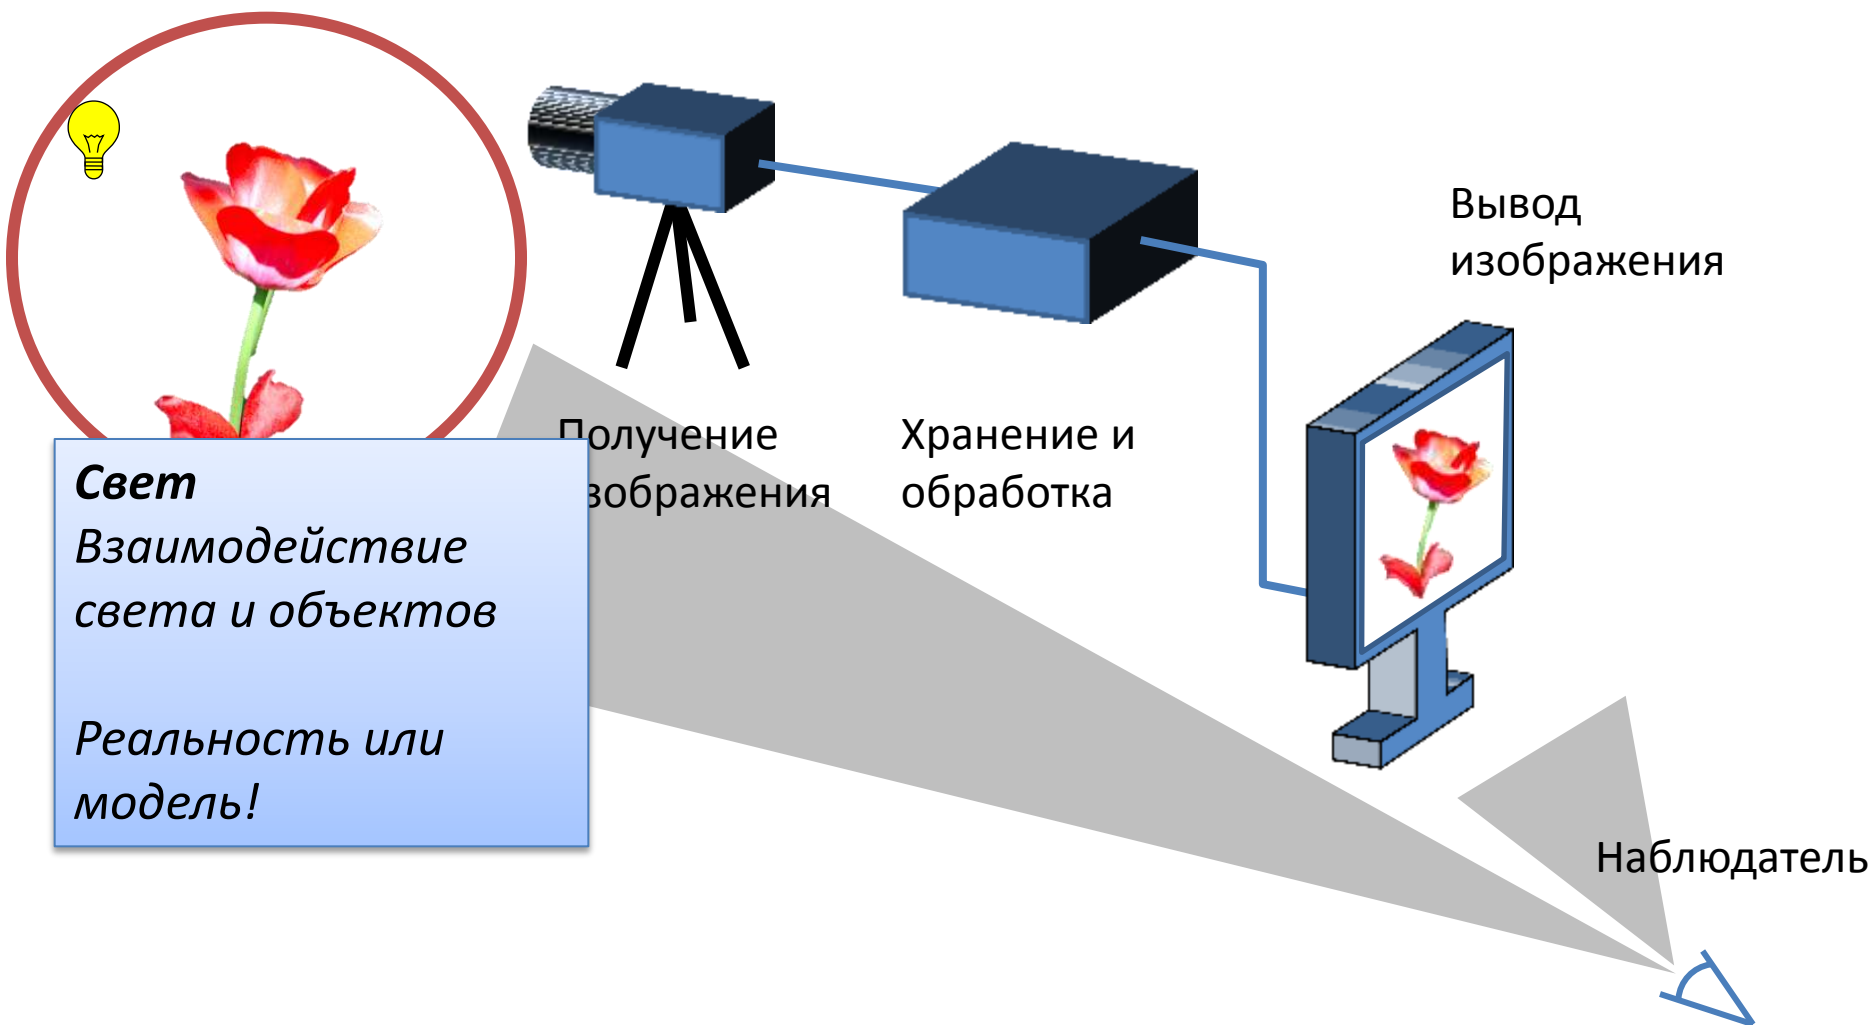 Вывод
изображения
Получение
зображения
Хранение и
обработка
Свет
Взаимодействие
света и объектов
Реальность или
модель!
Наблюдатель